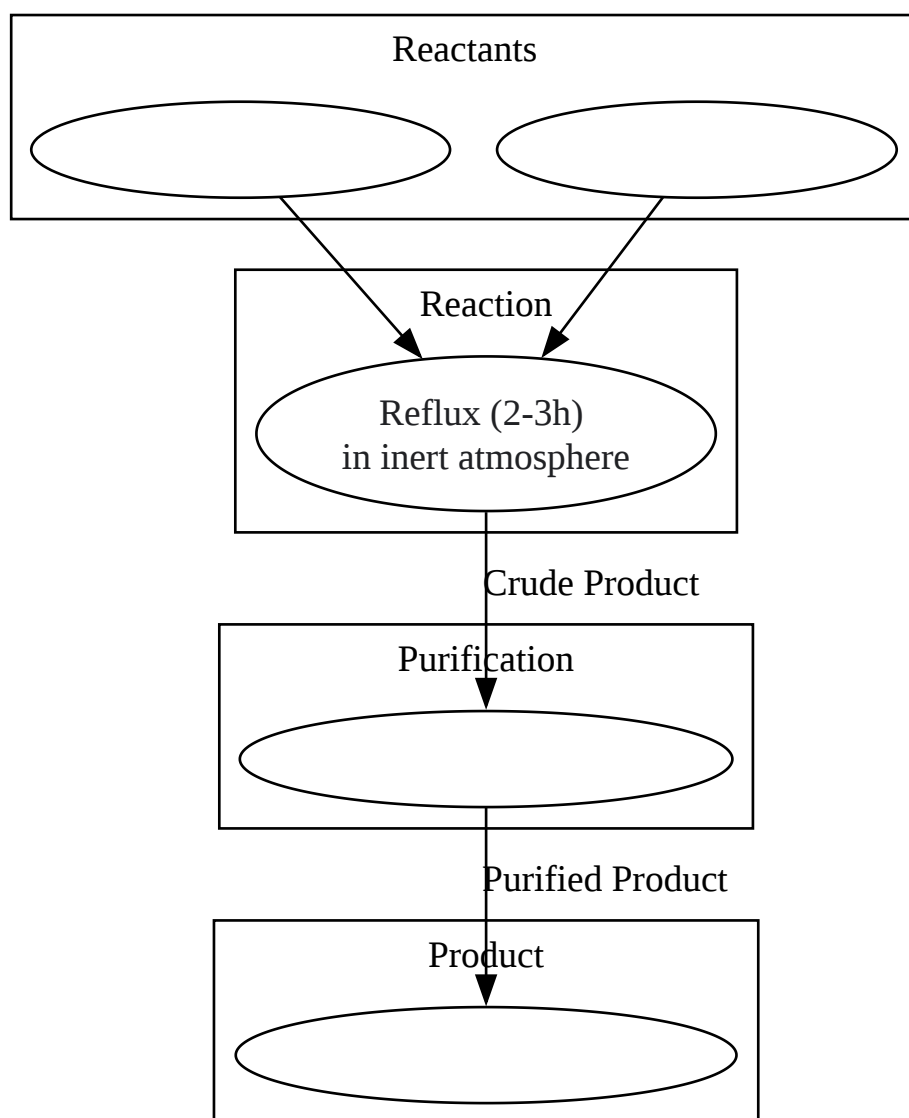 Reactants
Reaction
Reflux (2-3h)
in inert atmosphere
Crude Product
Purification
Purified Product
Product